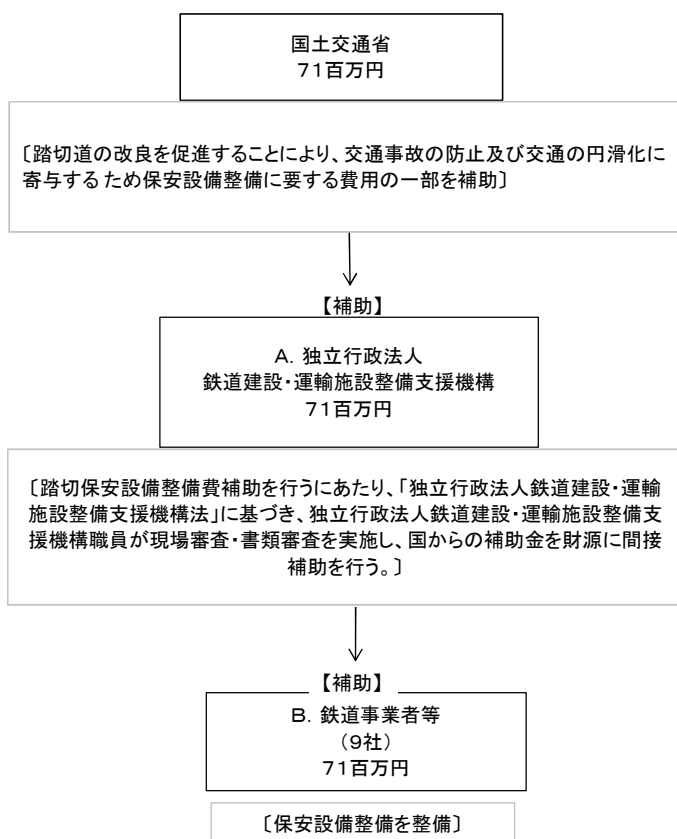 国土交通省
71百万円
〔踏切道の改良を促進することにより、交通事故の防止及び交通の円滑化に
寄与するため保安設備整備に要する費用の一部を補助〕
【補助】
A. 独立行政法人
鉄道建設・運輸施設整備支援機構
71百万円
〔踏切保安設備整備費補助を行うにあたり、「独立行政法人鉄道建設・運輸
施設整備支援機構法」に基づき、独立行政法人鉄道建設・運輸施設整備支
援機構職員が現場審査・書類審査を実施し、国からの補助金を財源に間接
補助を行う。〕
【補助】
B. 鉄道事業者等
（9社）
71百万円
〔保安設備整備を整備〕